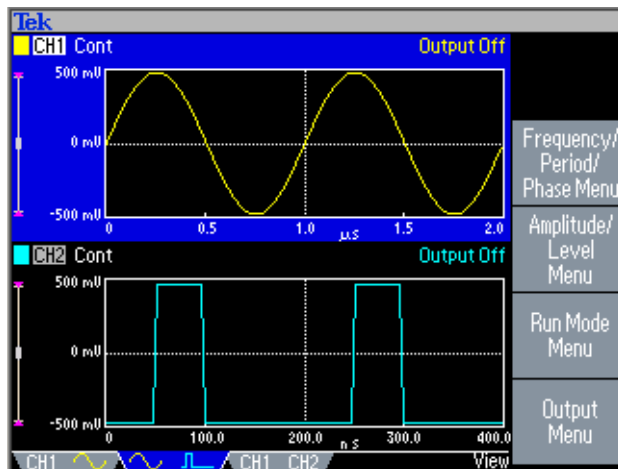 Tek
CH1 Cont Output Off
500 mV
0 mV
-500 mV
0 0.5 1.0 1.5 2.0
µs
CH2 Cont Output Off
500 mV
0 mV
-500 mV
0 100.0 200.0 300.0 400.0
ns
CH1 CH1 CH2 View
Frequency/
Period/
Phase Menu
Amplitude/
Level
Menu
Run Mode
Menu
Output
Menu